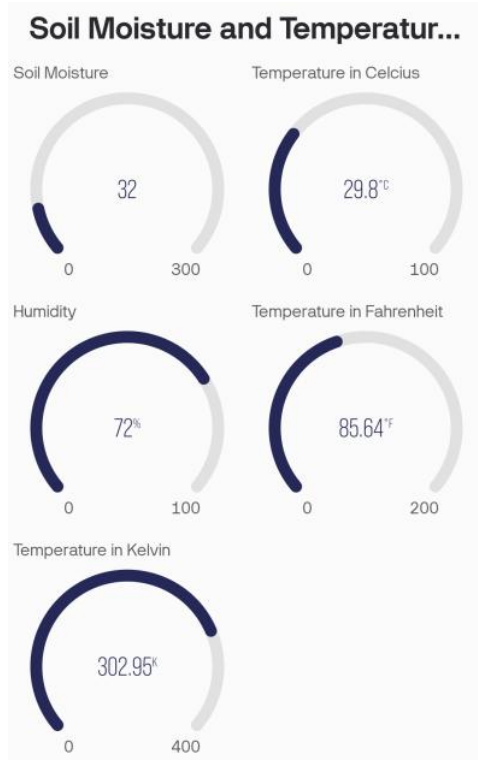 Soil Moisture and Temperatur...
Soil Moisture
32
0 300
Temperature in Celcius
29.8°C
0 100
Humidity
72%
0 100
Temperature in Fahrenheit
85.64°F
0 200
Temperature in Kelvin
302.95K
0 400